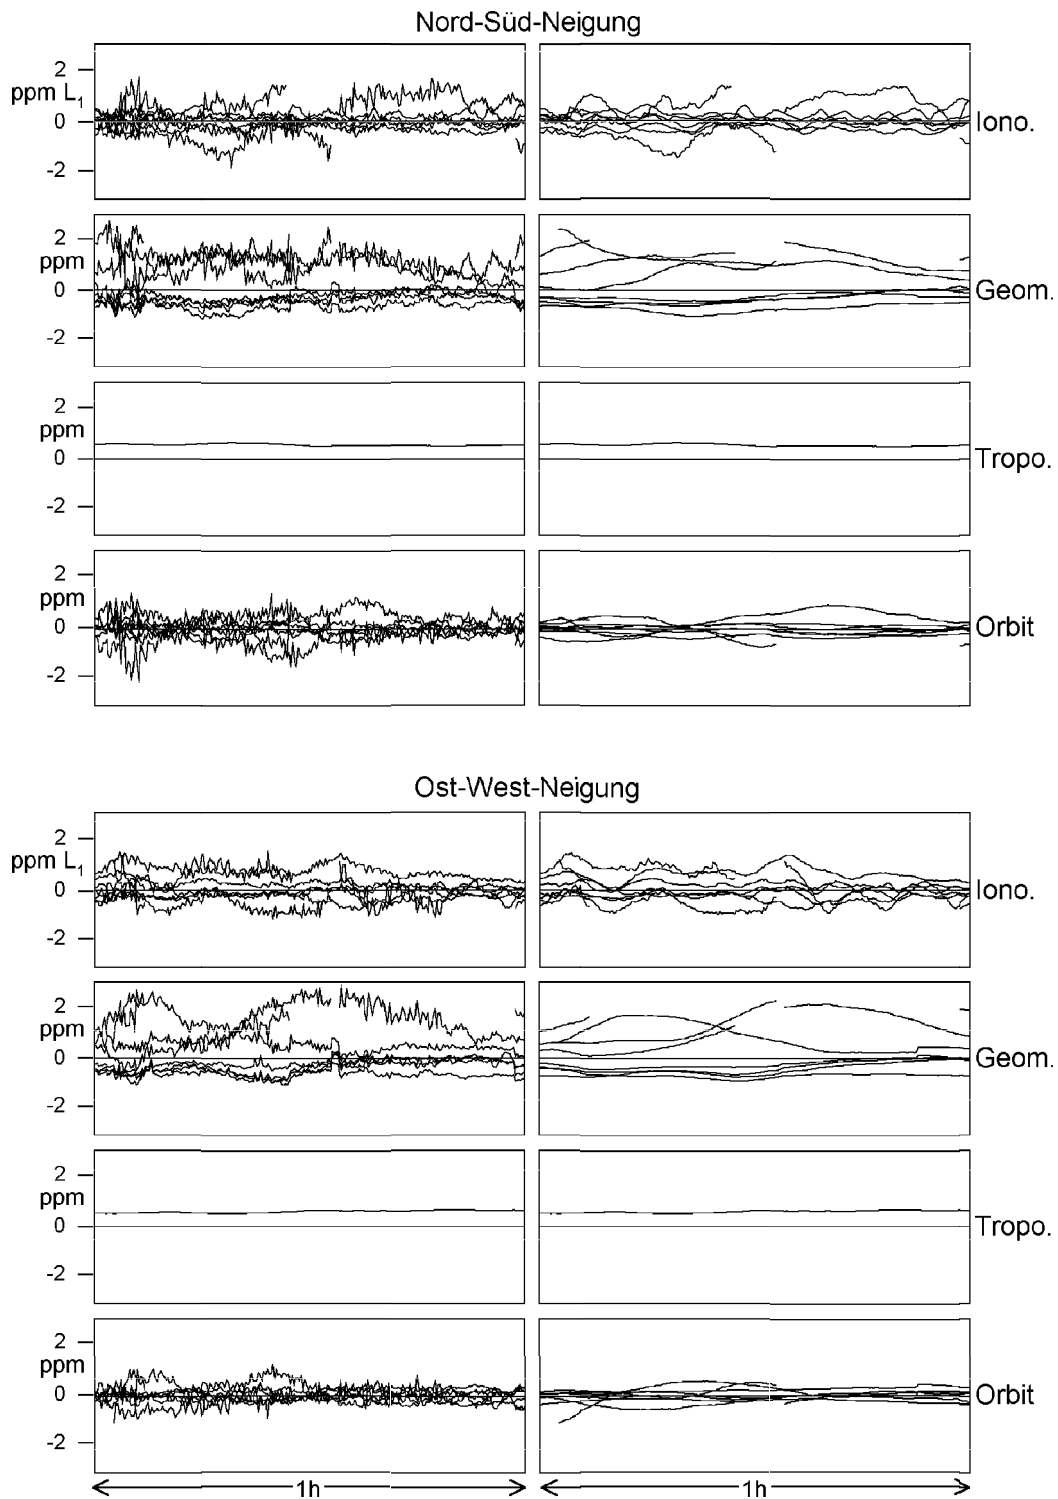 Nord-Süd-Neigung
2
ppm L1
0
-2
Iono.
2
ppm
0
-2
Geom.
2
ppm
0
-2
Tropo.
2
ppm
0
-2
Orbit
Ost-West-Neigung
2
ppm L1
0
-2
Iono.
2
ppm
0
-2
Geom.
2
ppm
0
-2
Tropo.
2
ppm
0
-2
Orbit
1h 1h